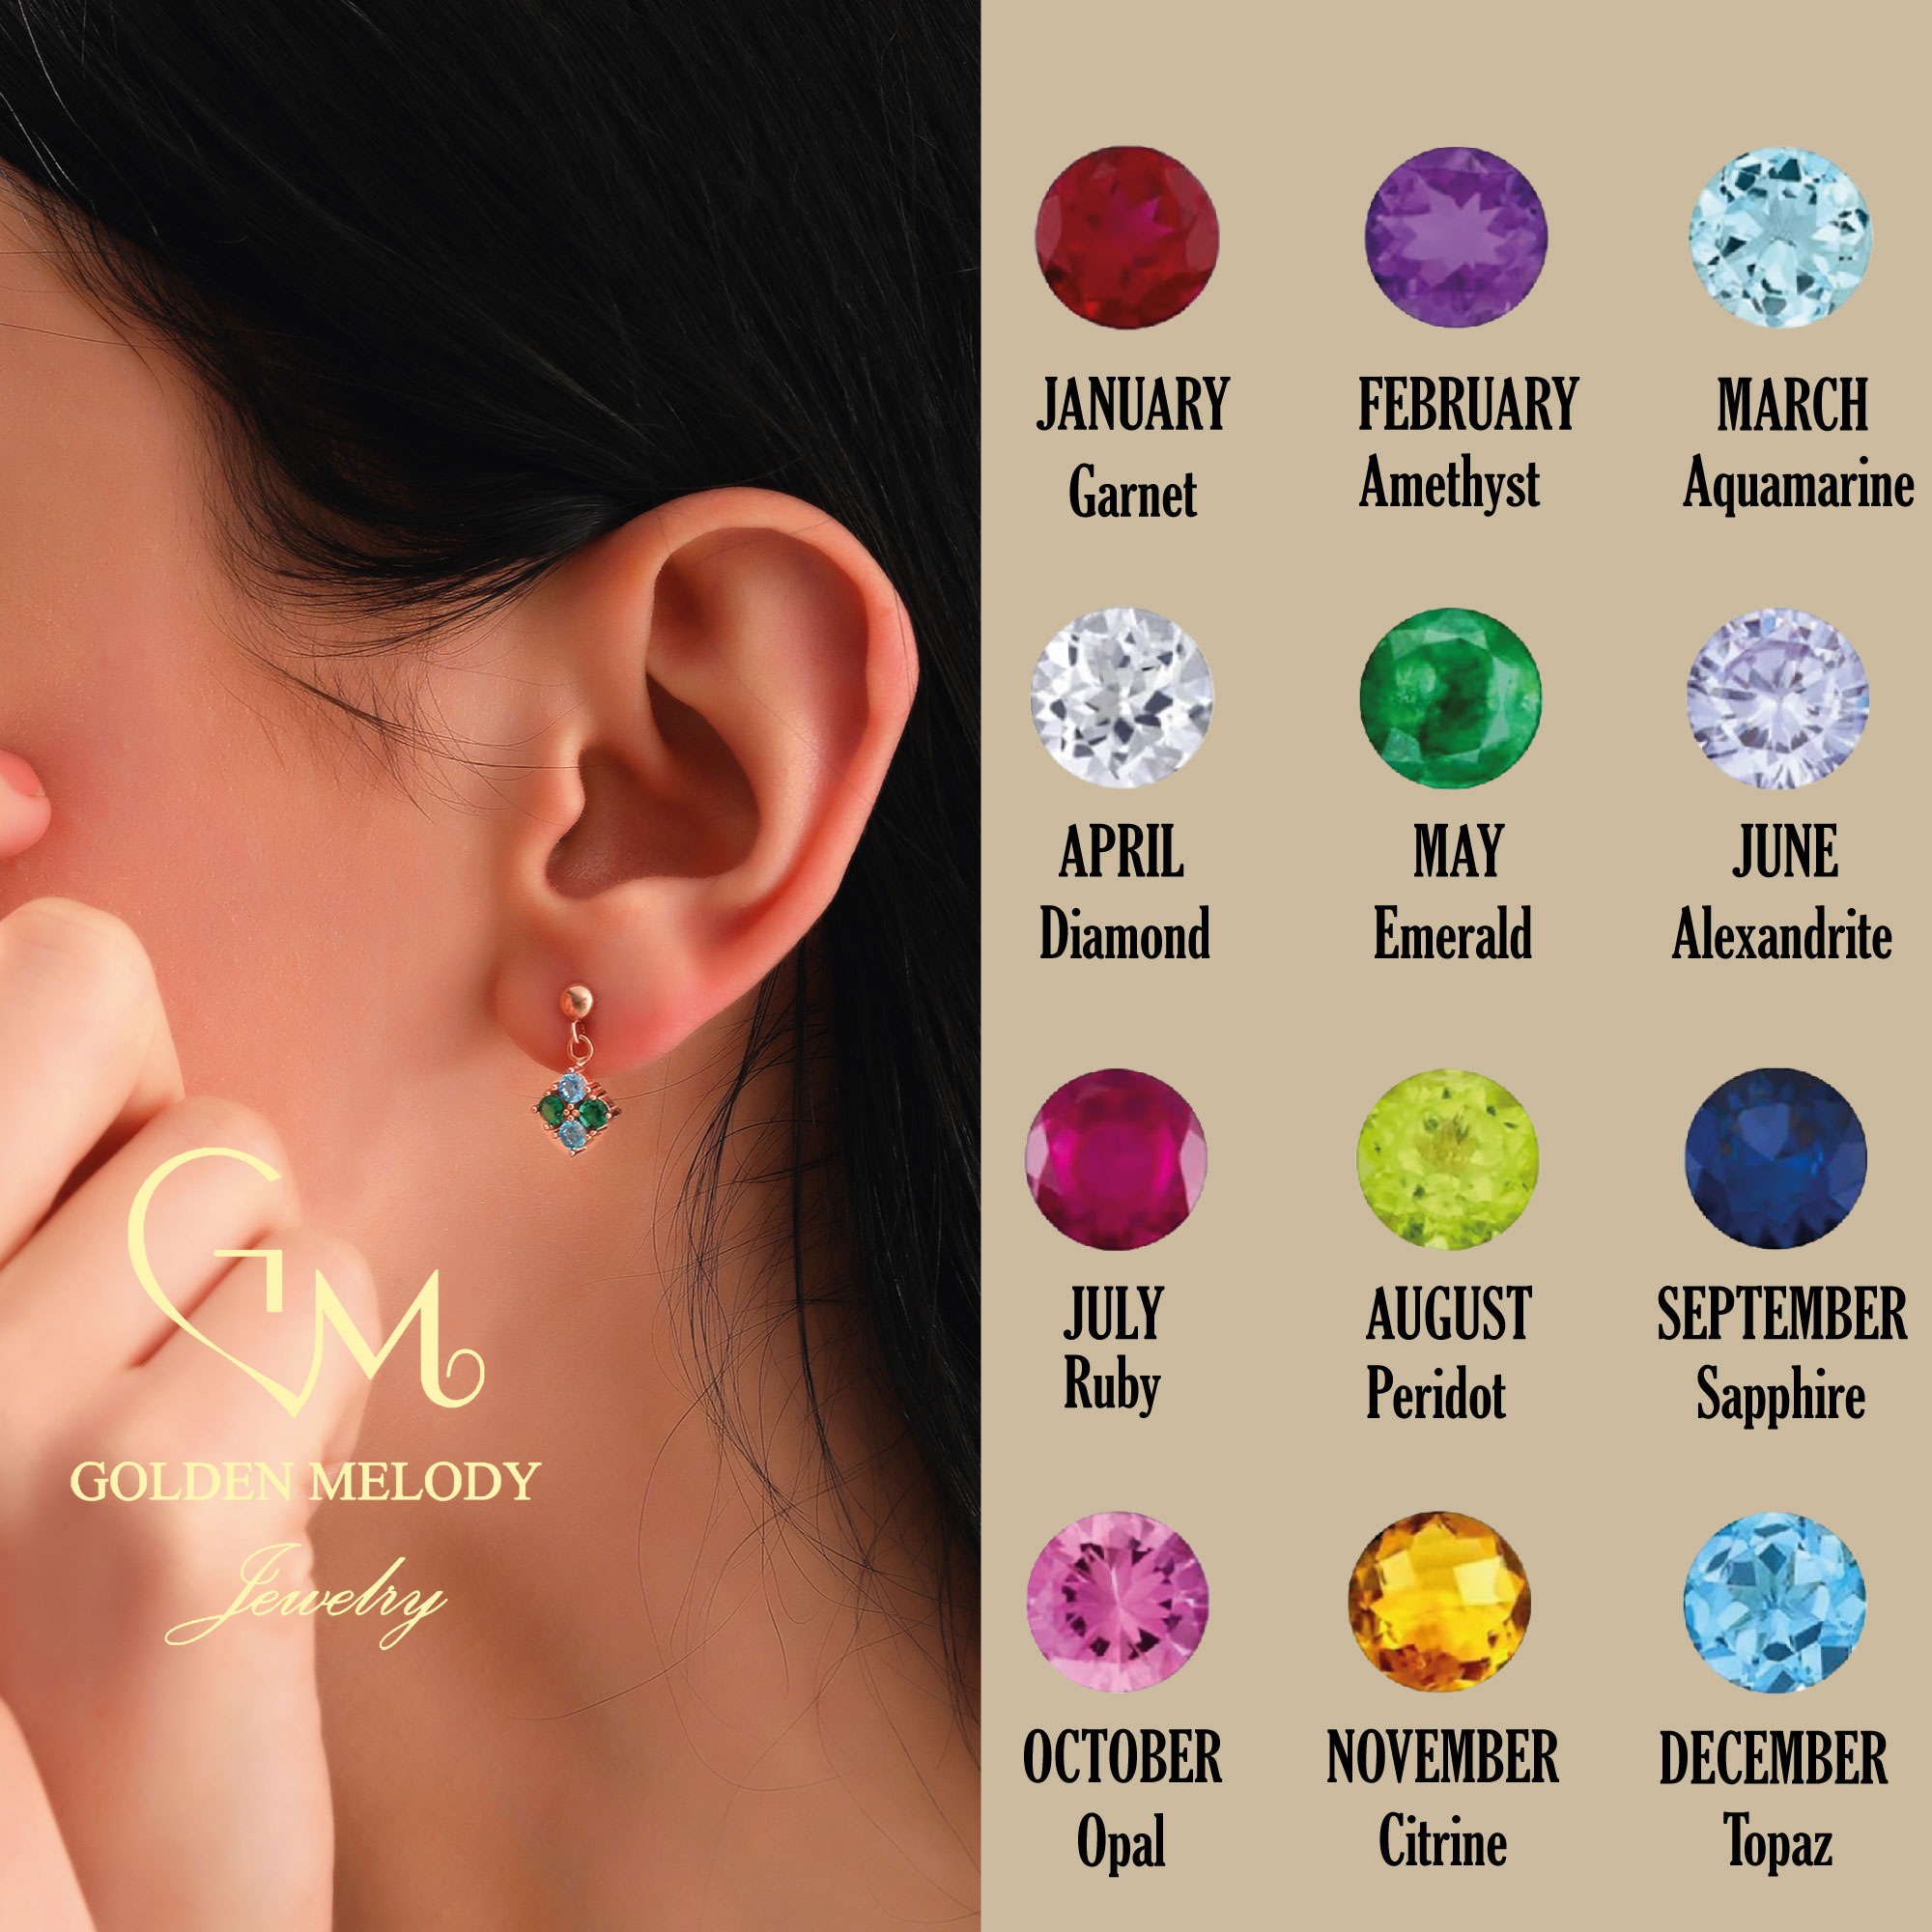 GM
GOLDEN MELODY
Jewelry
JANUARY
Garnet
FEBRUARY
Amethyst
MARCH
Aquamarine
APRIL
Diamond
MAY
Emerald
JUNE
Alexandrite
JULY
Ruby
AUGUST
Peridot
SEPTEMBER
Sapphire
OCTOBER
Opal
NOVEMBER
Citrine
DECEMBER
Topaz